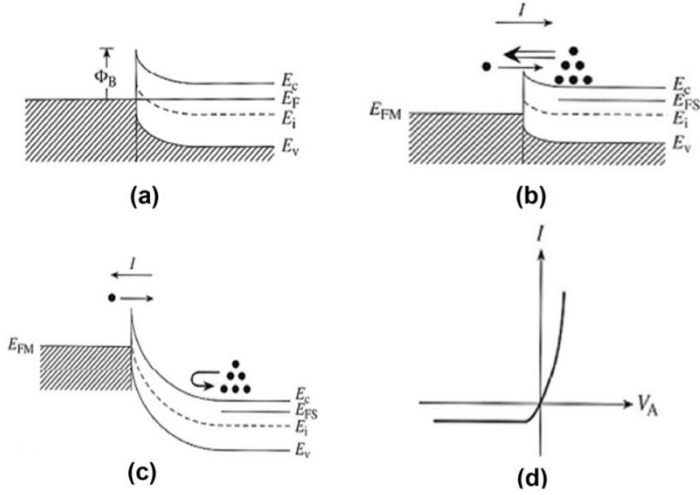 Φ_B
E_c
E_F
E_i
E_v
(a)
I
E_c
E_FS
E_FM
E_i
E_v
(b)
I
E_FM
E_c
E_FS
E_i
E_v
(c)
I
V_A
(d)